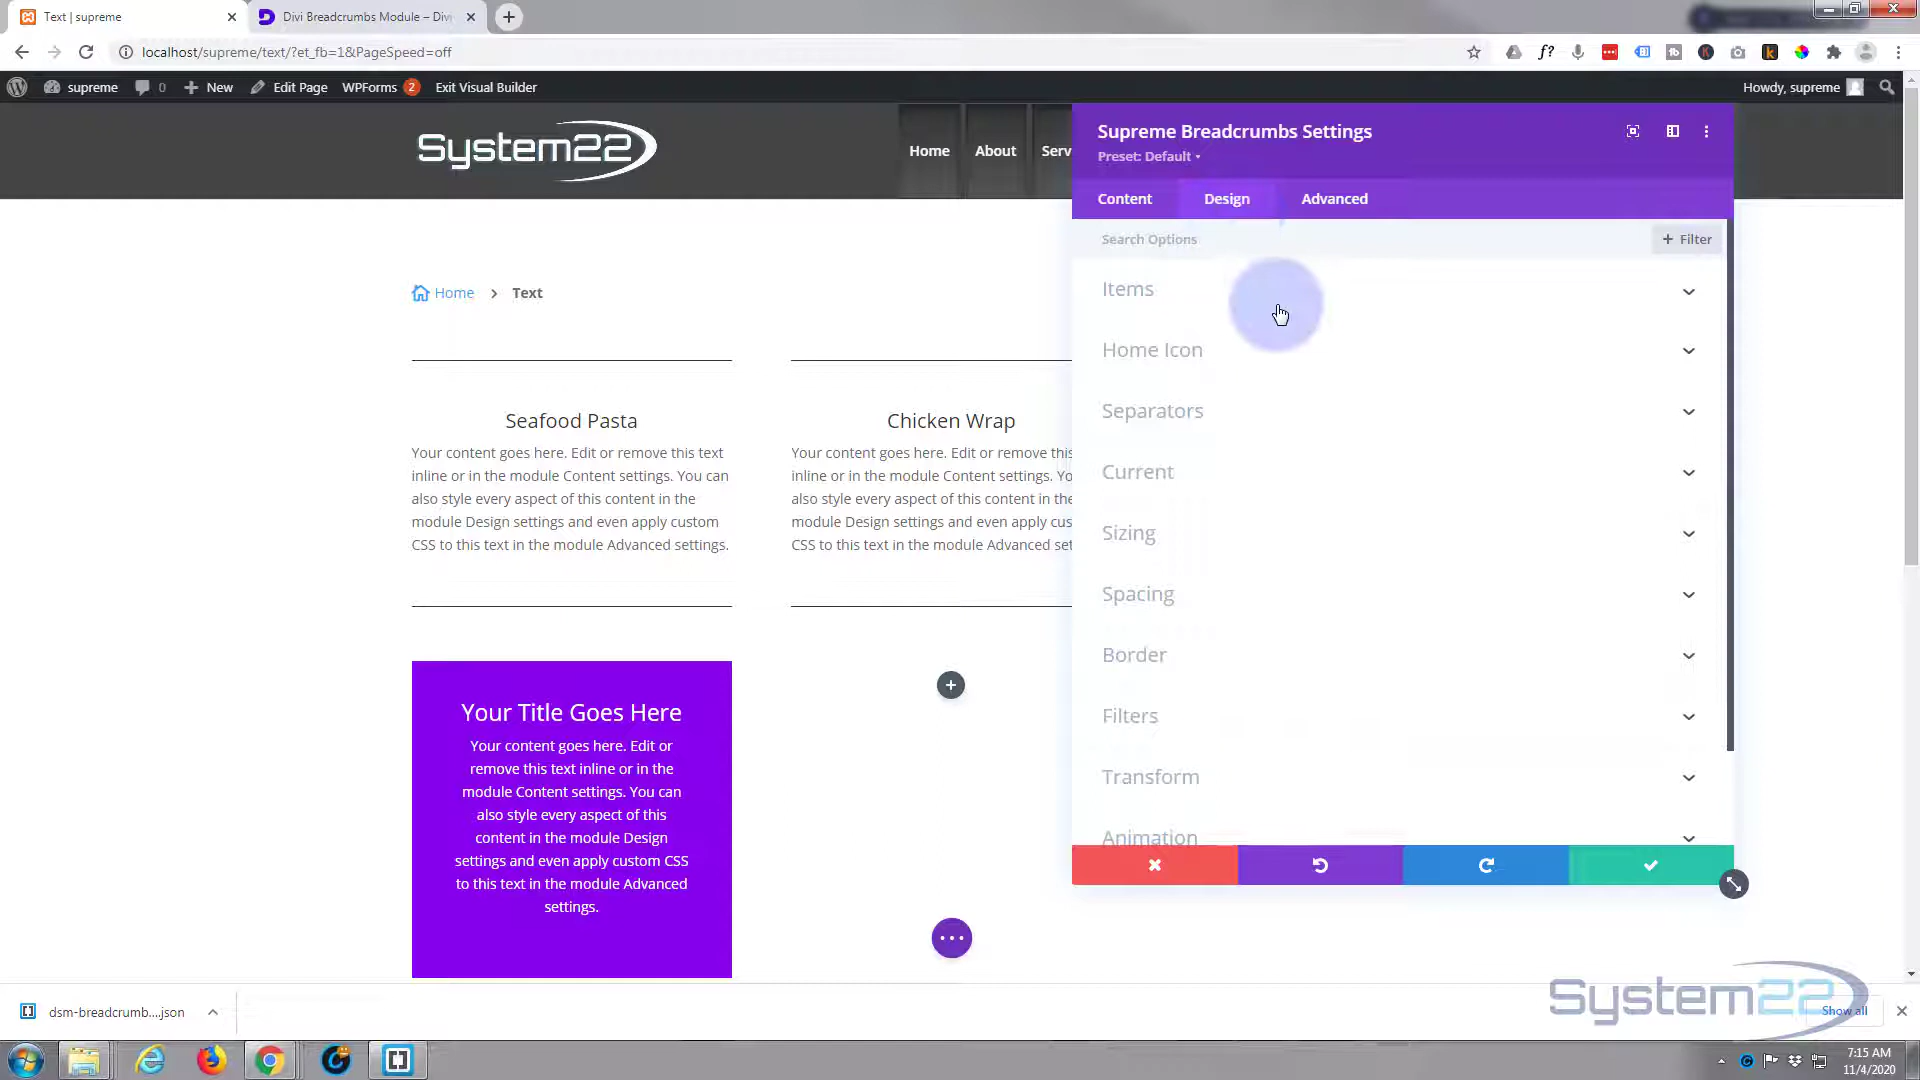 Text | supreme
Divi Breadcrumbs Module – Divi
localhost/supreme/text/?et_fb=1&PageSpeed=off
supreme
0
New
Edit Page
WPForms 2
Exit Visual Builder
Howdy, supreme
System22
Home
About
Serv
Home
Text
Seafood Pasta
Your content goes here. Edit or remove this text
inline or in the module Content settings. You can
also style every aspect of this content in the
module Design settings and even apply custom
CSS to this text in the module Advanced settings.
Chicken Wrap
Your content goes here. Edit or remove this
inline or in the module Content settings. Yo
also style every aspect of this content in the
module Design settings and even apply cus
CSS to this text in the module Advanced set
Your Title Goes Here
Your content goes here. Edit or
remove this text inline or in the
module Content settings. You can
also style every aspect of this
content in the module Design
settings and even apply custom CSS
to this text in the module Advanced
settings.
Supreme Breadcrumbs Settings
Preset: Default
Content
Design
Advanced
Search Options
+ Filter
Items
Home Icon
Separators
Current
Sizing
Spacing
Border
Filters
Transform
Animation
dsm-breadcrumb....json
System22
Show all
7:15 AM
11/4/2020